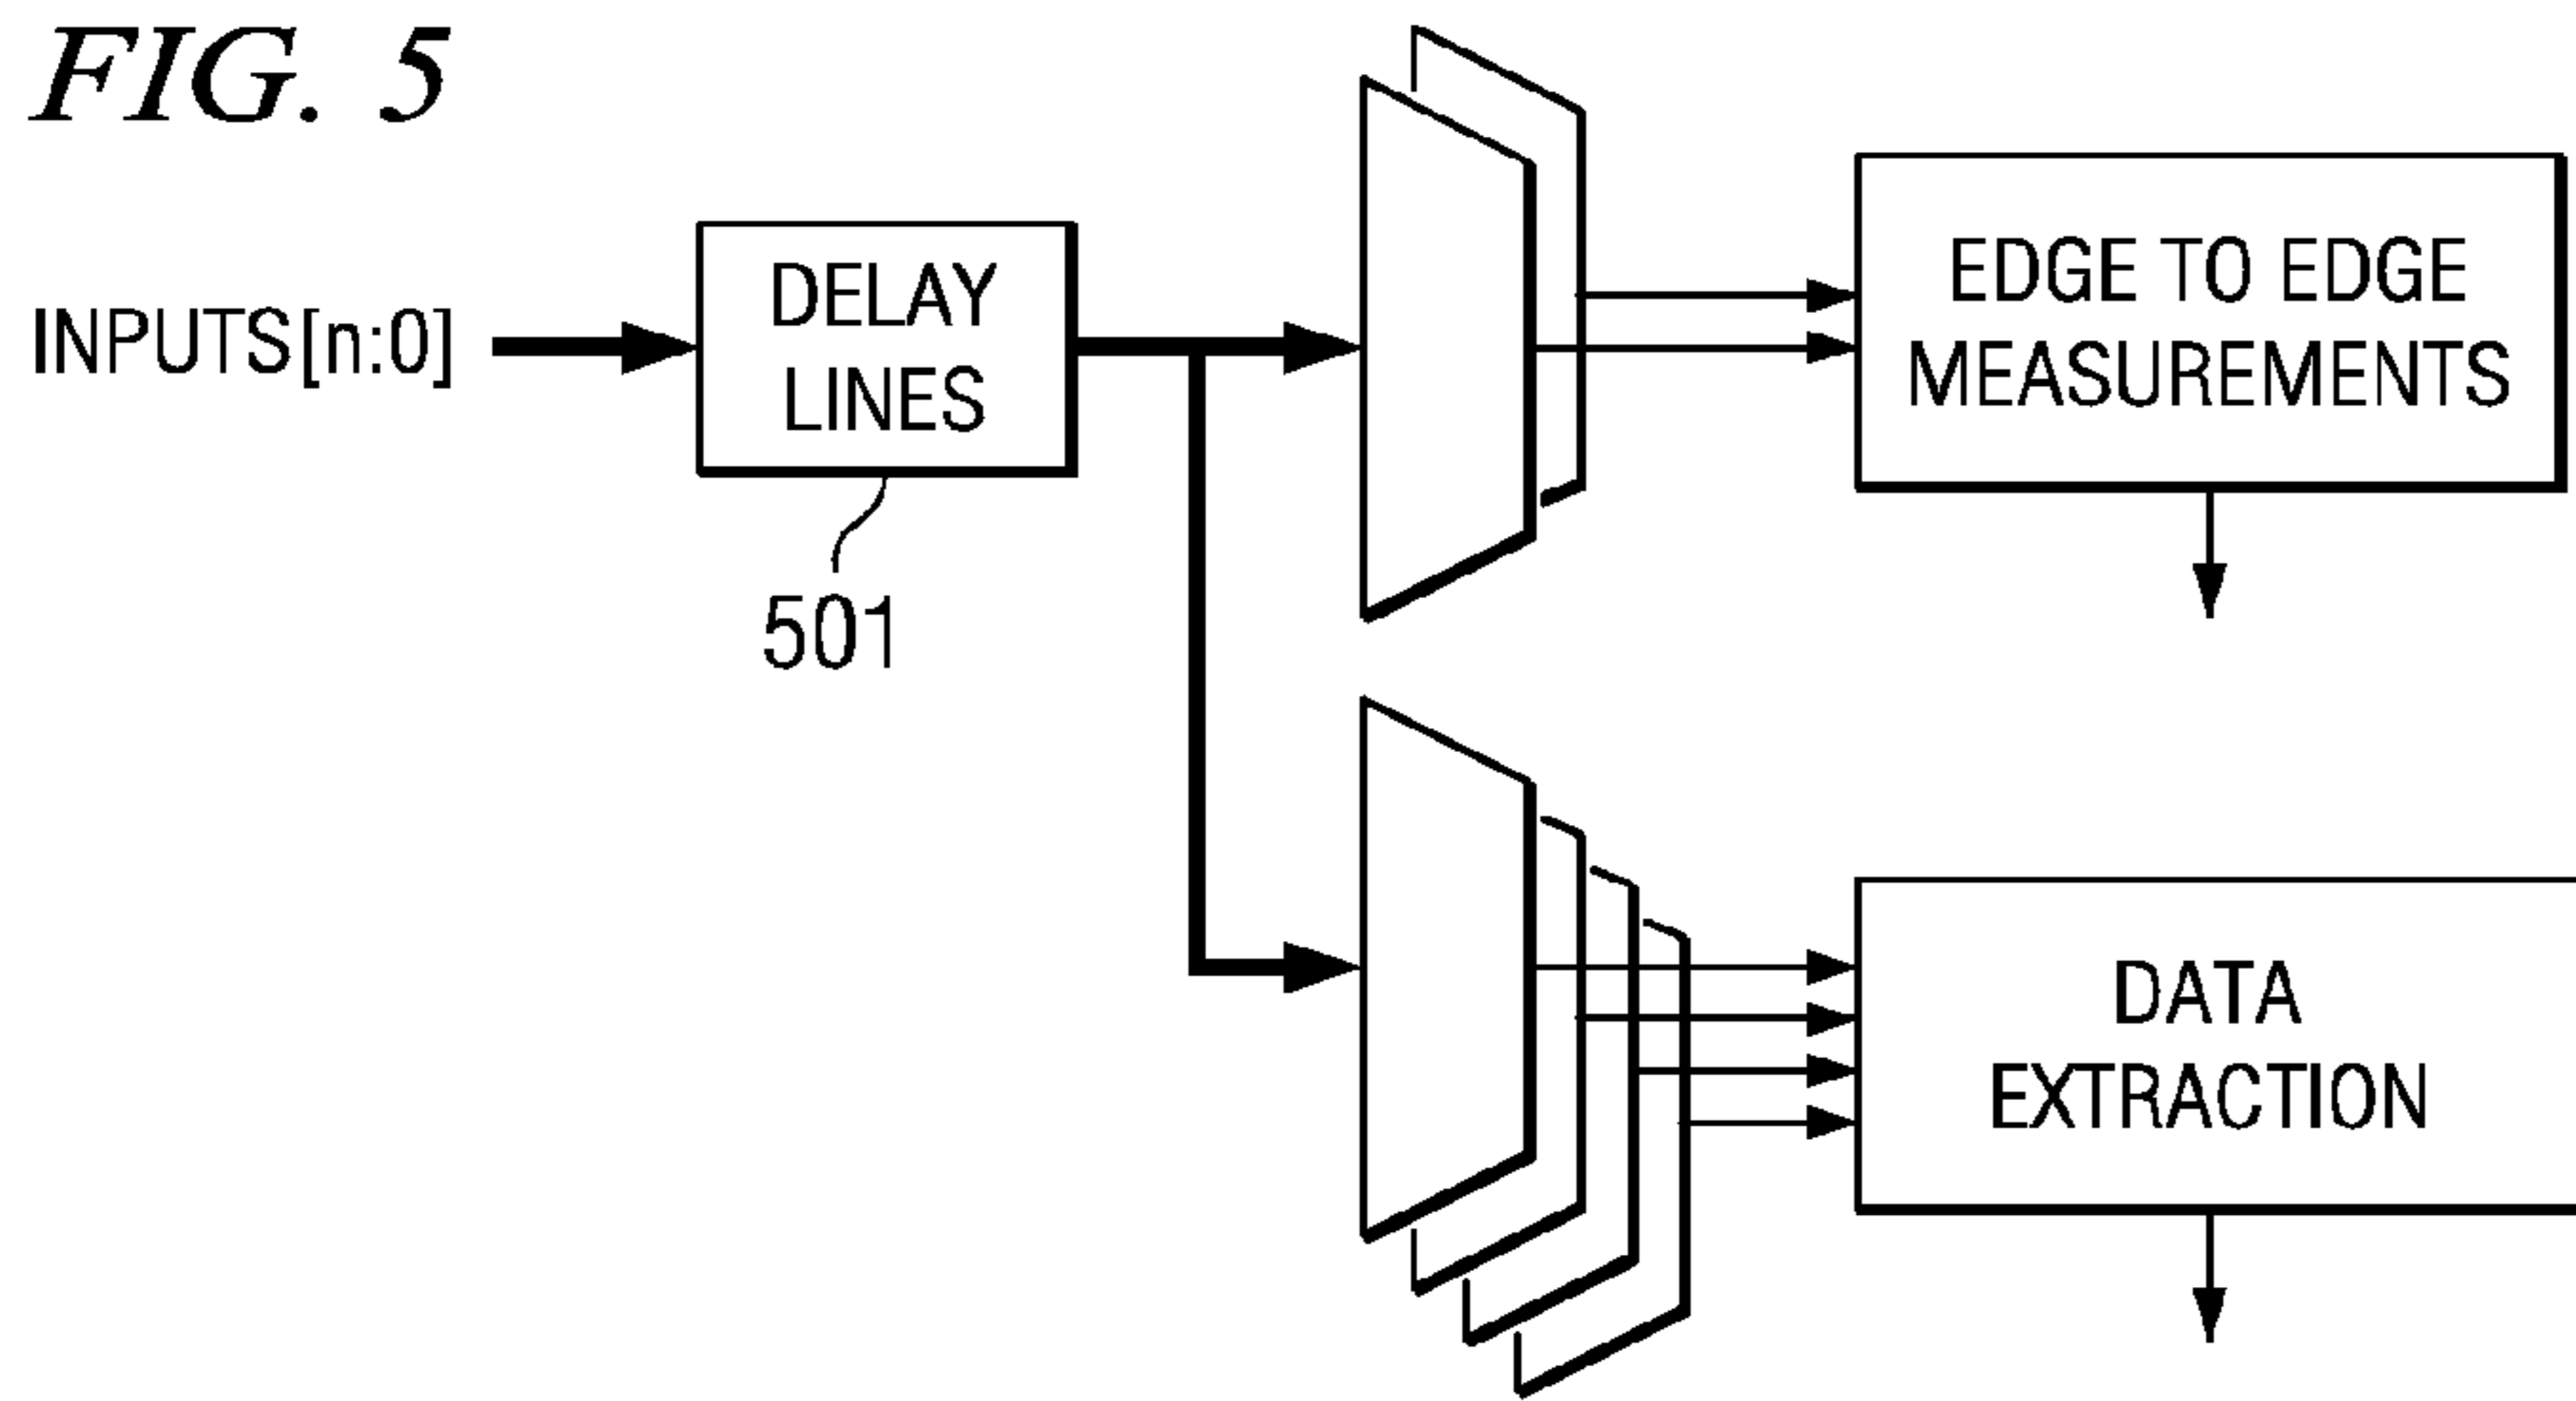 FIG. 5
INPUTS[n:0]
DELAY
LINES
501
EDGE TO EDGE
MEASUREMENTS
DATA
EXTRACTION